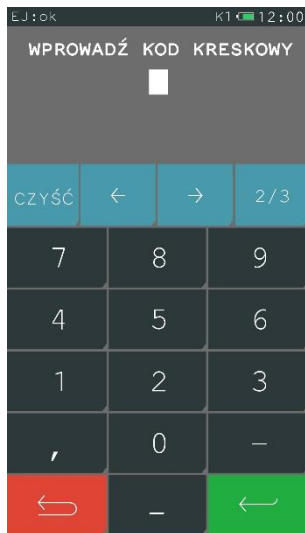 EJ:ok K1 12:00
WPROWADŹ KOD KRESKOWY
CZYŚĆ ← → 2/3
7 8 9
4 5 6
1 2 3
, 0 –
_